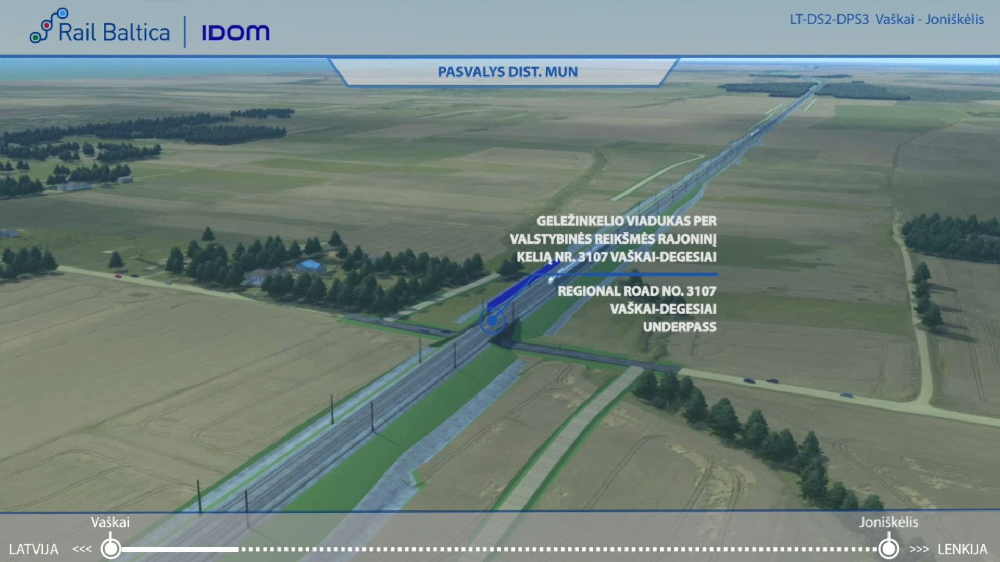 Rail Baltica | IDOM
LT-DS2-DPS3 Vaškai - Joniškėlis
PASVALYS DIST. MUN
GELEŽINKELIO VIADUKAS PER
VALSTYBINĖS REIKŠMĖS RAJONINĮ
KELIĄ NR. 3107 VAŠKAI-DEGESIAI
REGIONAL ROAD NO. 3107
VAŠKAI-DEGESIAI
UNDERPASS
Vaškai
Joniškėlis
LATVIJA <<<
>>> LENKIJA